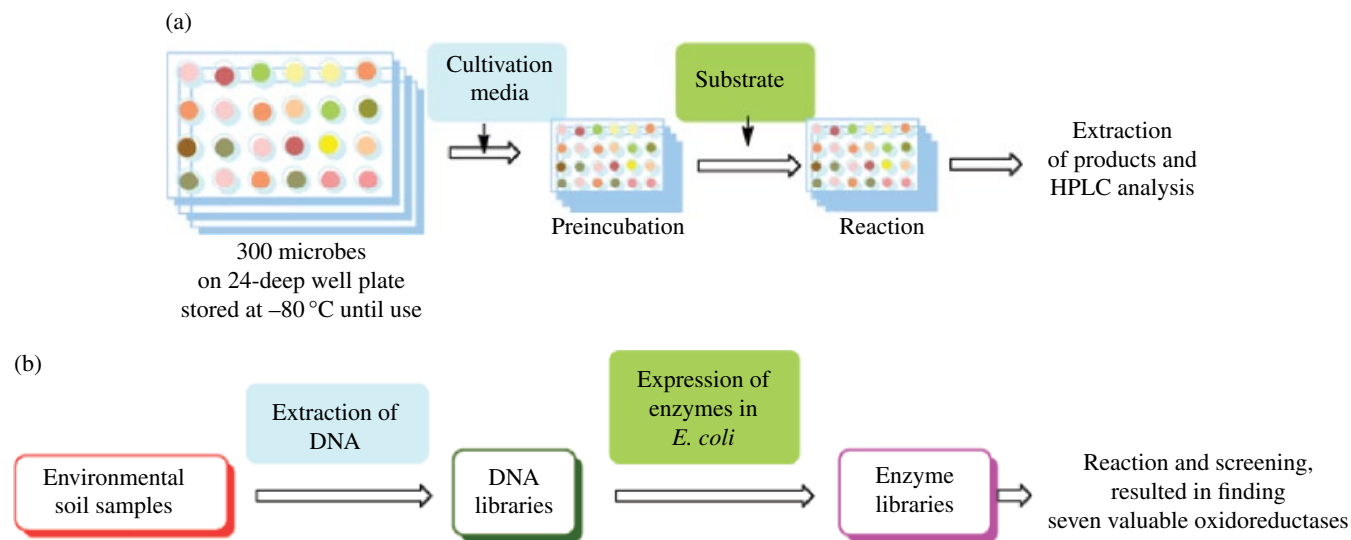 (a)
Cultivation
media
Substrate
Extraction
of products and
HPLC analysis
Preincubation
Reaction
300 microbes
on 24-deep well plate
stored at –80 °C until use
(b)
Extraction of
DNA
Expression of
enzymes in
E. coli
Environmental
soil samples
DNA
libraries
Enzyme
libraries
Reaction and screening,
resulted in finding
seven valuable oxidoreductases